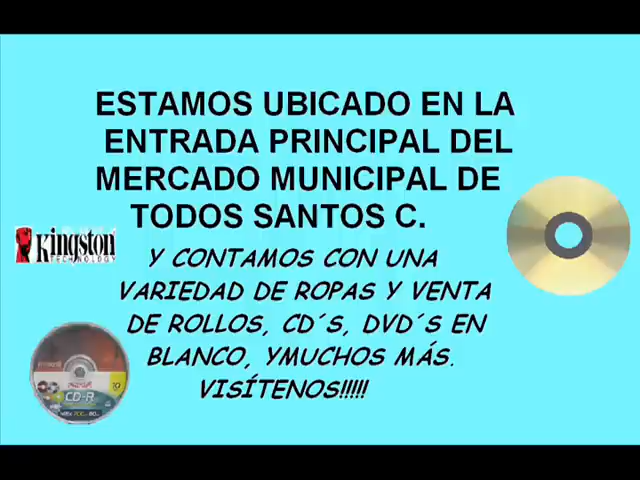 ESTAMOS UBICADO EN LA
ENTRADA PRINCIPAL DEL
MERCADO MUNICIPAL DE
TODOS SANTOS C.
Kingston
TECHNOLOGY
Y CONTAMOS CON UNA
VARIEDAD DE ROPAS Y VENTA
DE ROLLOS, CD´S, DVD´S EN
BLANCO, YMUCHOS MÁS.
VISÍTENOS!!!!!
CD-R